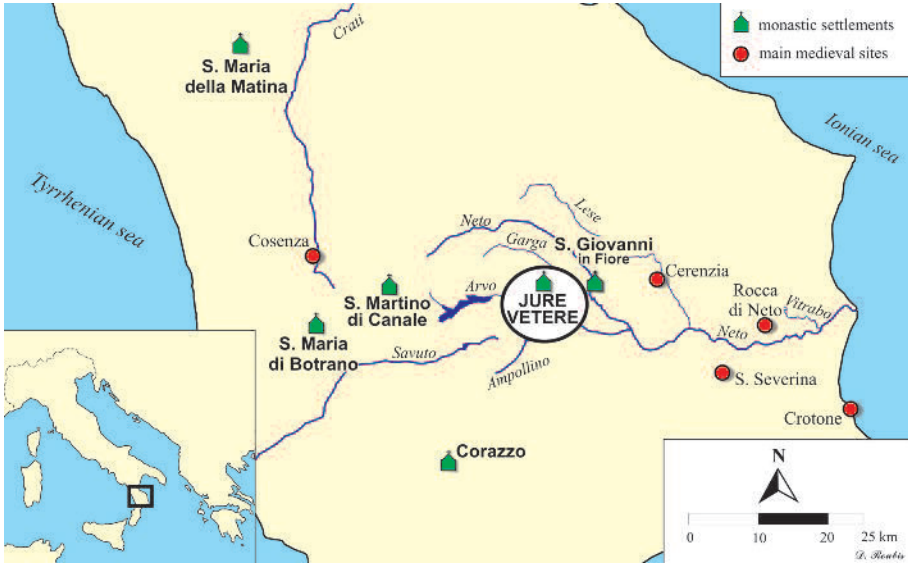 monastic settlements
main medieval sites
Crati
S. Maria
della Matina
Ionian sea
Tyrrhenian sea
Lese
Neto
Garga
S. Giovanni
in Fiore
Cosenza
Cerenzia
S. Martino
di Canale
Arvo
JURE
VETERE
Rocca
di Neto
Vitrabo
S. Maria
di Botrano
Savuto
Neto
Ampollino
S. Severina
Crotone
Corazzo
N
0 10 20 25 km
D. Roubis